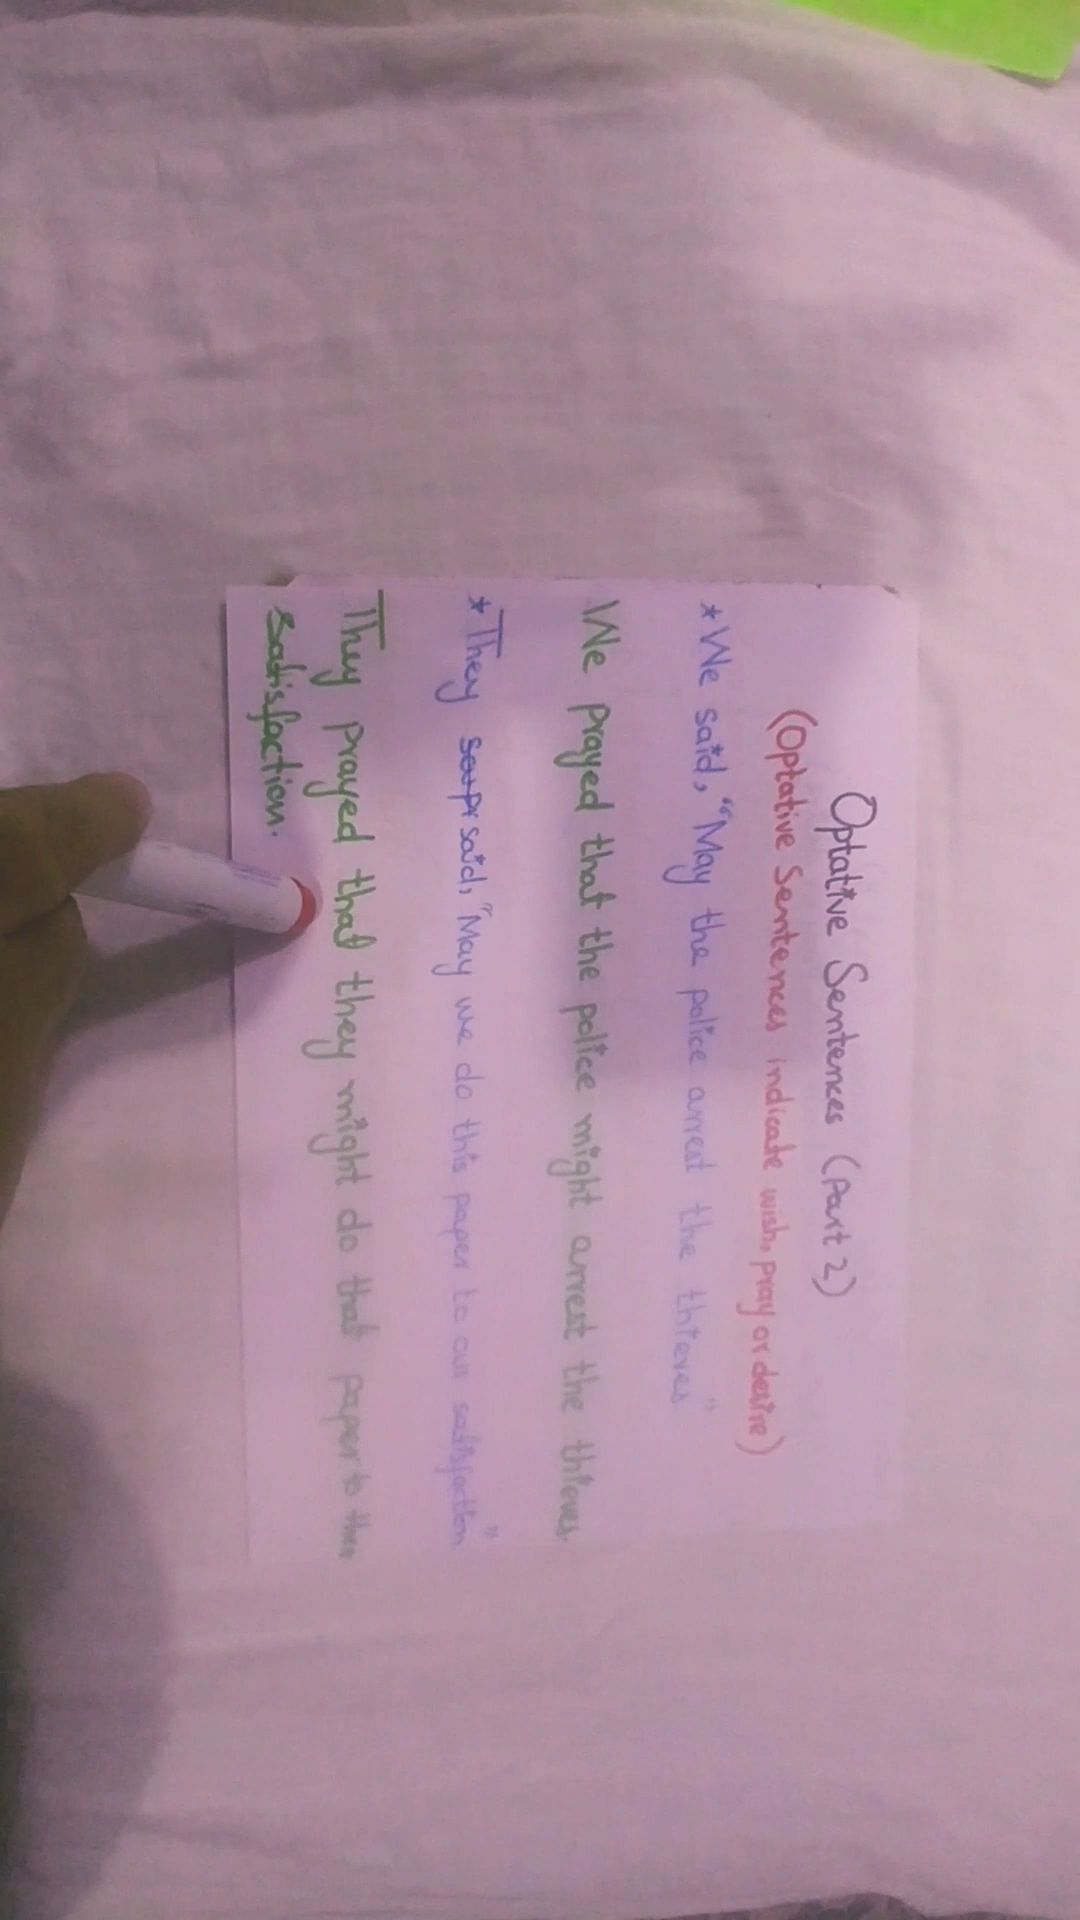 Optative Sentences (Part 2)
(Optative Sentences indicate wish, pray or desire)
* We said, "May the police arrest the thieves"
We prayed that the police might arrest the thieves.
* They said, "May we do this paper to our satisfaction"
They prayed that they might do that paper to their
satisfaction.